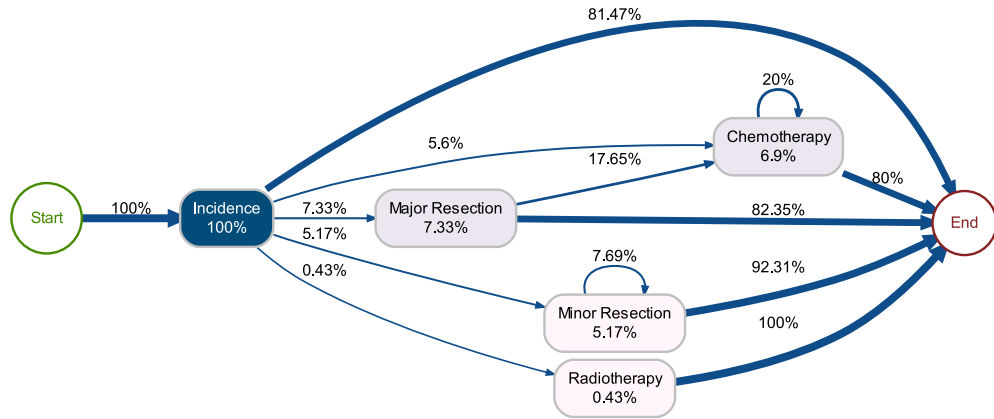 81.47%
20%
Chemotherapy
6.9%
5.6%
17.65%
80%
Start
100%
Incidence
100%
7.33%
Major Resection
7.33%
82.35%
End
5.17%
0.43%
7.69%
92.31%
Minor Resection
5.17%
100%
Radiotherapy
0.43%